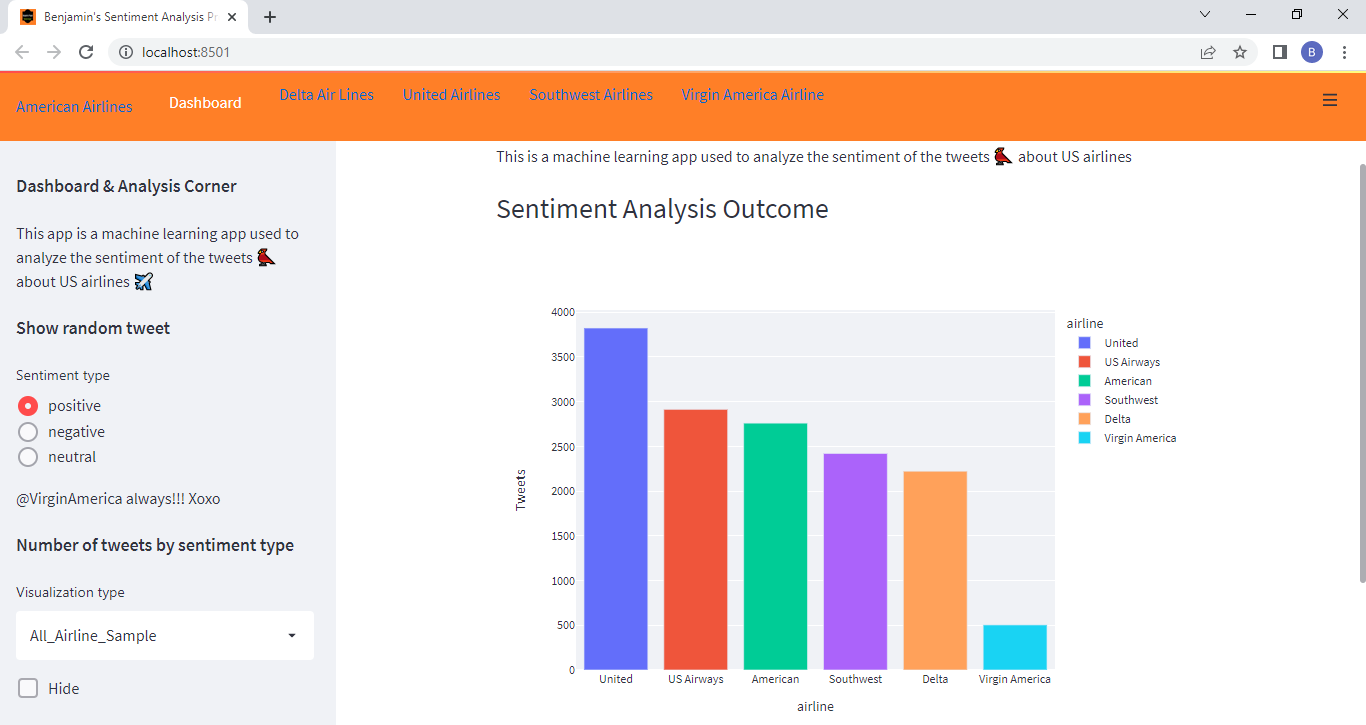 Benjamin's Sentiment Analysis Pr
localhost:8501
B
American Airlines
Dashboard
Delta Air Lines
United Airlines
Southwest Airlines
Virgin America Airline
Dashboard & Analysis Corner
This app is a machine learning app used to
analyze the sentiment of the tweets
about US airlines
Show random tweet
Sentiment type
positive
negative
neutral
@VirginAmerica always!!! Xoxo
Number of tweets by sentiment type
Visualization type
All_Airline_Sample
Hide
This is a machine learning app used to analyze the sentiment of the tweets about US airlines
Sentiment Analysis Outcome
4000
3500
3000
2500
2000
1500
1000
500
0
Tweets
United
US Airways
American
Southwest
Delta
Virgin America
airline
airline
United
US Airways
American
Southwest
Delta
Virgin America